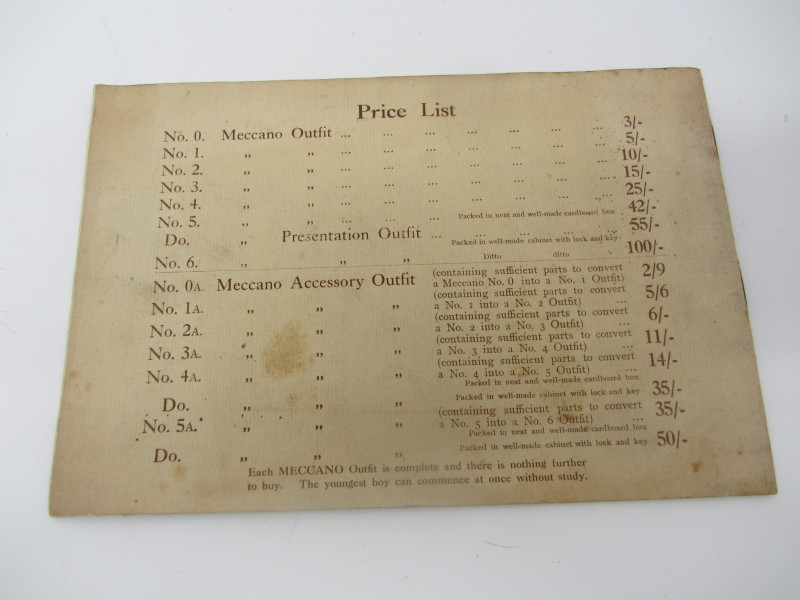 Price List
No. 0. Meccano Outfit ... ... ... ... ... ... 3/-
No. 1. „ „ ... ... ... ... ... ... 5/-
No. 2. „ „ ... ... ... ... ... ... 10/-
No. 3. „ „ ... ... ... ... ... ... 15/-
No. 4. „ „ ... ... ... ... ... ... 25/-
No. 5. „ „ ... ... ... Packed in neat and well-made cardboard box 42/-
Do. „ Presentation Outfit ... Packed in well-made cabinet with lock and key 55/-
No. 6. „ „ „ Ditto ditto 100/-
No. 0A. Meccano Accessory Outfit (containing sufficient parts to convert
a Meccano No. 0 into a No. 1 Outfit) 2/9
No. 1A. „ „ „ (containing sufficient parts to convert
a No. 1 into a No. 2 Outfit) ... 5/6
No. 2A. „ „ „ (containing sufficient parts to convert
a No. 2 into a No. 3 Outfit) ... 6/-
No. 3A. „ „ „ (containing sufficient parts to convert
a No. 3 into a No. 4 Outfit) ... 11/-
No. 4A. „ „ „ (containing sufficient parts to convert
a No. 4 into a No. 5 Outfit) ... 14/-
Packed in neat and well-made cardboard box
Do. „ „ „ Packed in well-made cabinet with lock and key 35/-
No. 5A. „ „ „ (containing sufficient parts to convert
a No. 5 into a No. 6 Outfit) ... 35/-
Packed in neat and well-made cardboard box
Do. „ „ „ Packed in well-made cabinet with lock and key 50/-
Each MECCANO Outfit is complete and there is nothing further
to buy. The youngest boy can commence at once without study.